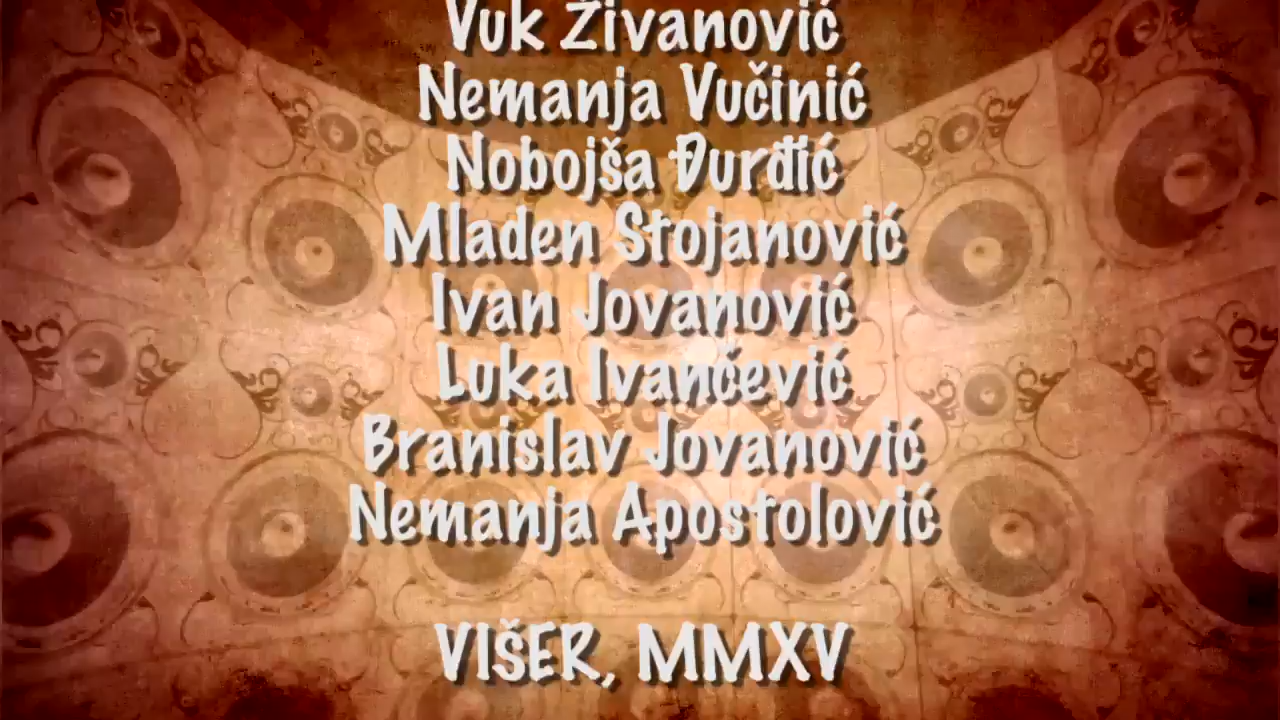 Vuk Živanović
Nemanja Vučinić
Nobojša Đurđić
Mladen Stojanović
Ivan Jovanović
Luka Ivančević
Branislav Jovanović
Nemanja Apostolović
VIŠER, MMXV